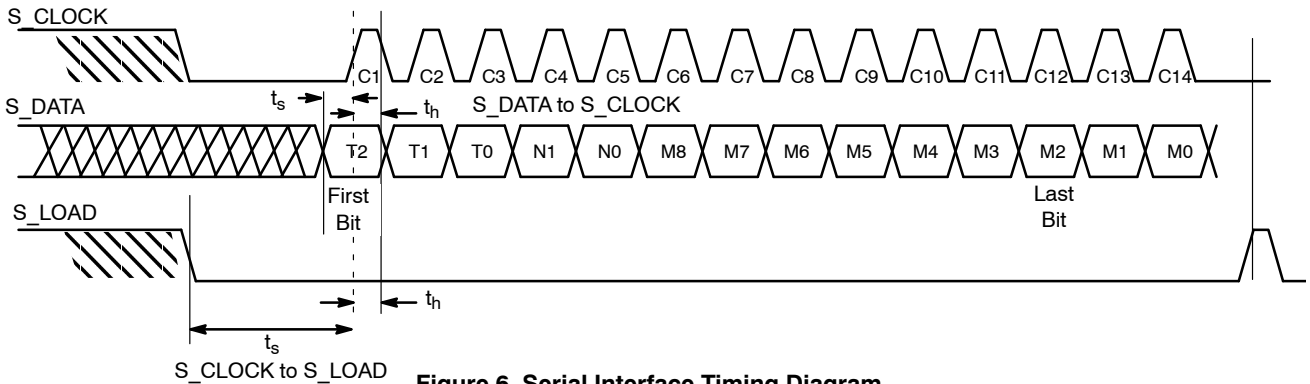 S_CLOCK
C1 C2 C3 C4 C5 C6 C7 C8 C9 C10 C11 C12 C13 C14
ts
th
S_DATA to S_CLOCK
S_DATA
T2 T1 T0 N1 N0 M8 M7 M6 M5 M4 M3 M2 M1 M0
First
Bit
Last
Bit
S_LOAD
th
ts
S_CLOCK to S_LOAD
Figure 6. Serial Interface Timing Diagram